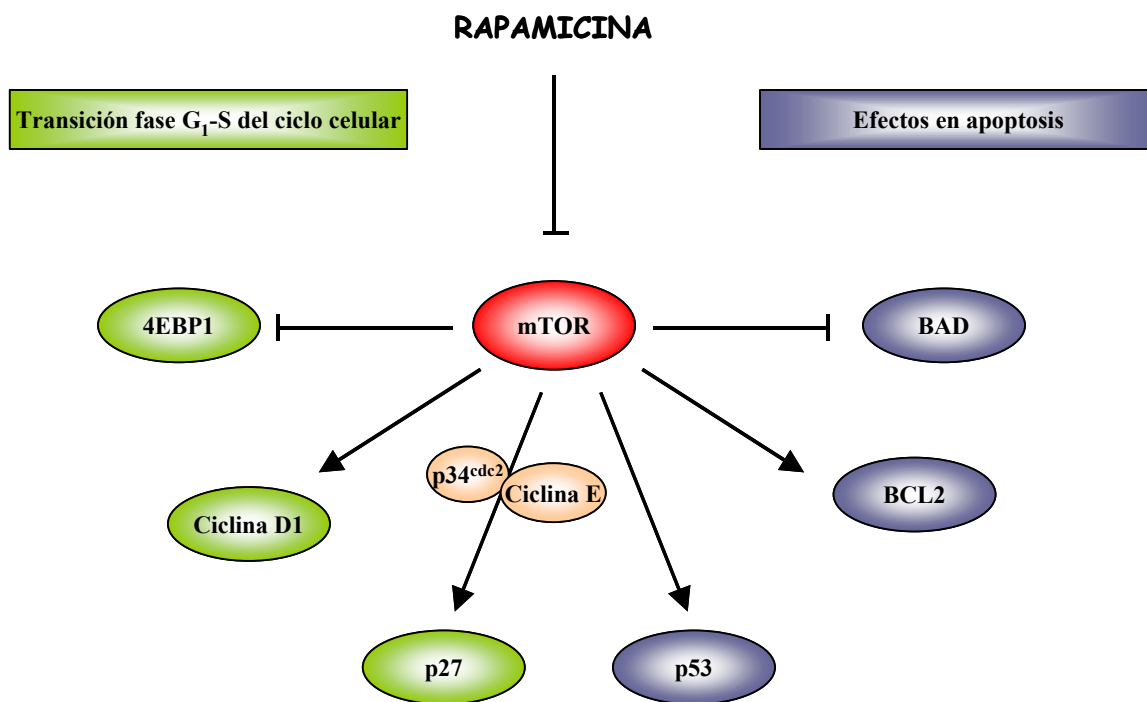 RAPAMICINA
Transición fase G₁-S del ciclo celular
Efectos en apoptosis
4EBP1
mTOR
BAD
p34ᶜᵈᶜ²
Ciclina E
BCL2
Ciclina D1
p27
p53